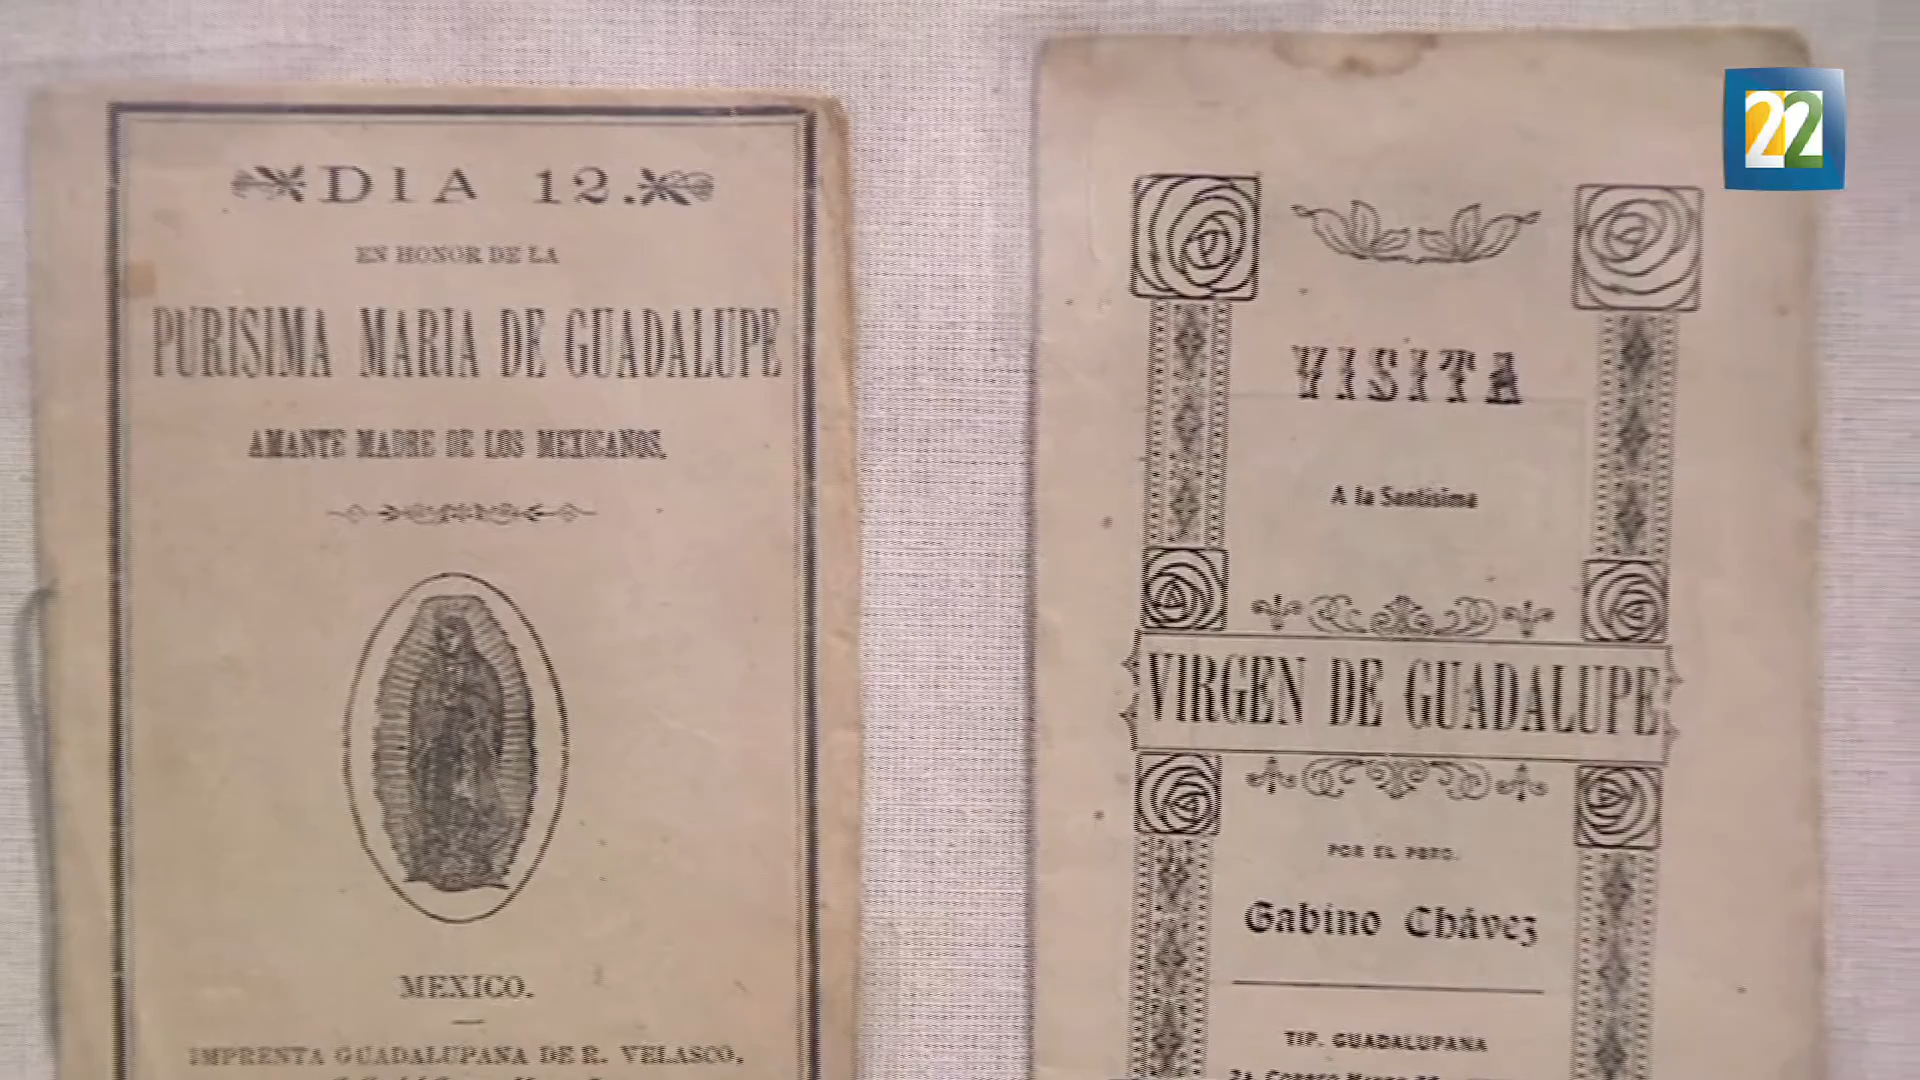 DIA 12.
EN HONOR DE LA
PURISIMA MARIA DE GUADALUPE
AMANTE MADRE DE LOS MEXICANOS.
MEXICO.
IMPRENTA GUADALUPANA DE R. VELASCO,
VISITA
A la Santísima
VIRGEN DE GUADALUPE
POR EL PBRO.
Gabino Chávez
TIP. GUADALUPANA
22